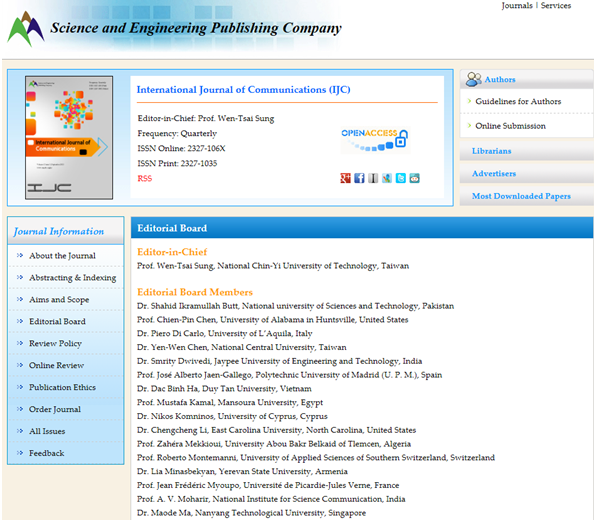 Journals | Services
Science and Engineering Publishing Company
International Journal of Communications
IJC
International Journal of Communications (IJC)
Editor-in-Chief: Prof. Wen-Tsai Sung
Frequency: Quarterly
ISSN Online: 2327-106X
ISSN Print: 2327-1035
RSS
OPENACCESS
Authors
Guidelines for Authors
Online Submission
Librarians
Advertisers
Most Downloaded Papers
Journal Information
About the Journal
Abstracting & Indexing
Aims and Scope
Editorial Board
Review Policy
Online Review
Publication Ethics
Order Journal
All Issues
Feedback
Editorial Board
Editor-in-Chief
Prof. Wen-Tsai Sung, National Chin-Yi University of Technology, Taiwan
Editorial Board Members
Dr. Shahid Ikramullah Butt, National university of Sciences and Technology, Pakistan
Prof. Chien-Pin Chen, University of Alabama in Huntsville, United States
Dr. Piero Di Carlo, University of L'Aquila, Italy
Dr. Yen-Wen Chen, National Central University, Taiwan
Dr. Smrity Dwivedi, Jaypee University of Engineering and Technology, India
Prof. José Alberto Jaen-Gallego, Polytechnic University of Madrid (U. P. M.), Spain
Dr. Dac Binh Ha, Duy Tan University, Vietnam
Prof. Mustafa Kamal, Mansoura University, Egypt
Dr. Nikos Komninos, University of Cyprus, Cyprus
Dr. Chengcheng Li, East Carolina University, North Carolina, United States
Prof. Zahéra Mekkioui, University Abou Bakr Belkaid of Tlemcen, Algeria
Prof. Roberto Montemanni, University of Applied Sciences of Southern Switzerland, Switzerland
Dr. Lia Minasbekyan, Yerevan State University, Armenia
Prof. Jean Frédéric Myoupo, Université de Picardie-Jules Verne, France
Prof. A. V. Moharir, National Institute for Science Communication, India
Dr. Maode Ma, Nanyang Technological University, Singapore